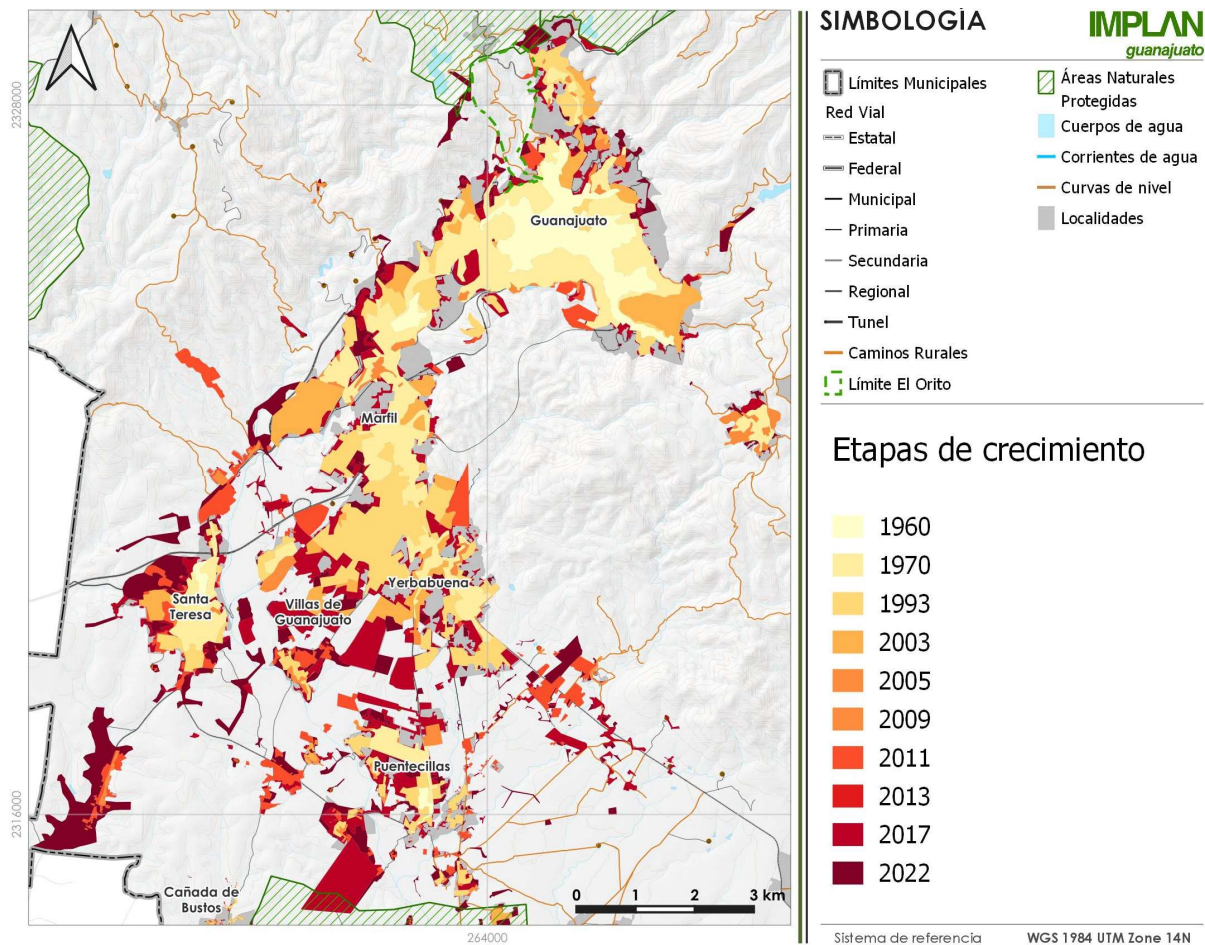 2328000
2316000
264000
Guanajuato
Marfil
Yerbabuena
Santa
Teresa
Villas de
Guanajuato
Puentecillas
Cañada de
Bustos
0 1 2 3 km
SIMBOLOGÌA
IMPLAN
guanajuato
Límites Municipales
Red Vial
Estatal
Federal
Municipal
Primaria
Secundaria
Regional
Tunel
Caminos Rurales
Límite El Orito
Áreas Naturales
Protegidas
Cuerpos de agua
Corrientes de agua
Curvas de nivel
Localidades
Etapas de crecimiento
1960
1970
1993
2003
2005
2009
2011
2013
2017
2022
Sistema de referencia WGS 1984 UTM Zone 14N